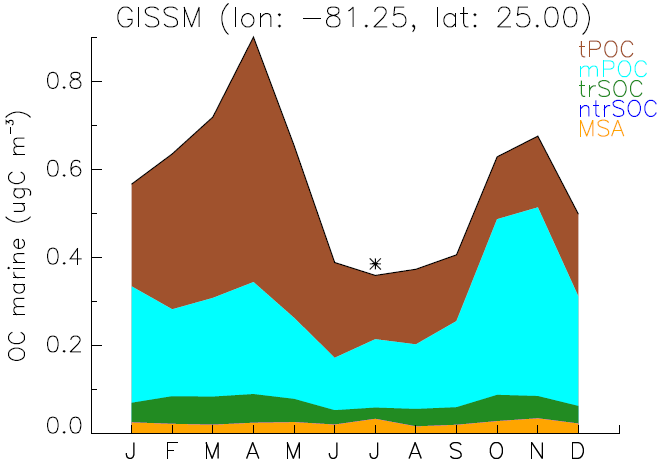 GISSM (lon: −81.25, lat: 25.00)
tPOC
mPOC
trSOC
ntrSOC
MSA
OC marine (ugC m⁻³)
0.8
0.6
0.4
0.2
0.0
J F M A M J J A S O N D